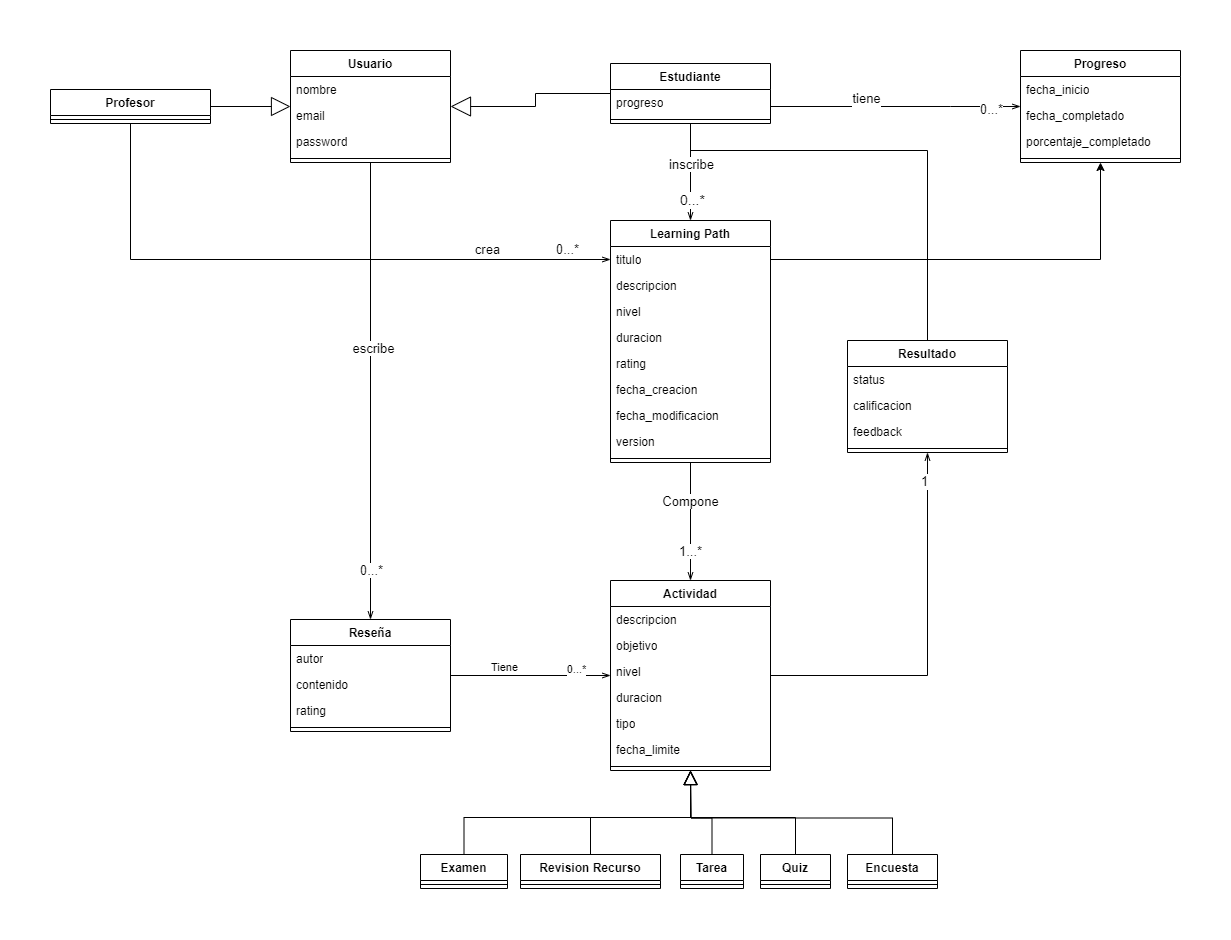 Profesor
Usuario
nombre
email
password
Estudiante
progreso
tiene
0...*
Progreso
fecha_inicio
fecha_completado
porcentaje_completado
inscribe
0...*
crea
0...*
Learning Path
titulo
descripcion
nivel
duracion
rating
fecha_creacion
fecha_modificacion
version
escribe
0...*
Resultado
status
calificacion
feedback
1
Compone
1...*
Reseña
autor
contenido
rating
Tiene
0...*
Actividad
descripcion
objetivo
nivel
duracion
tipo
fecha_limite
Examen
Revision Recurso
Tarea
Quiz
Encuesta